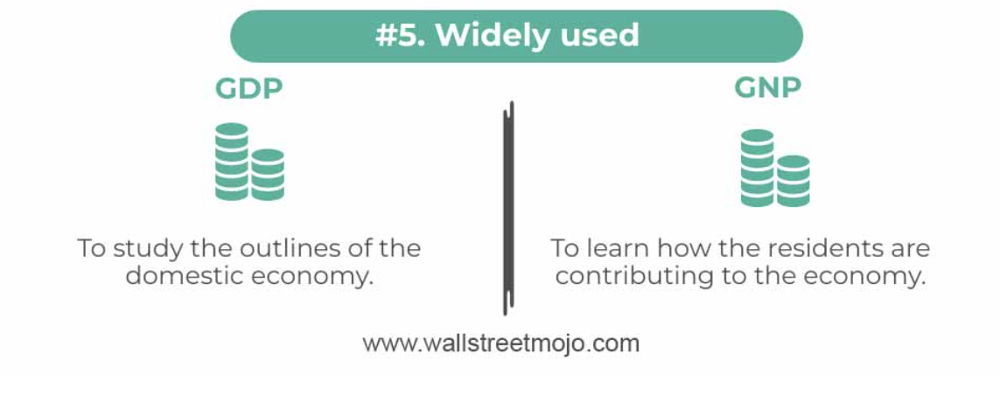 #5. Widely used
GDP
GNP
To study the outlines of the
domestic economy.
To learn how the residents are
contributing to the economy.
www.wallstreetmojo.com